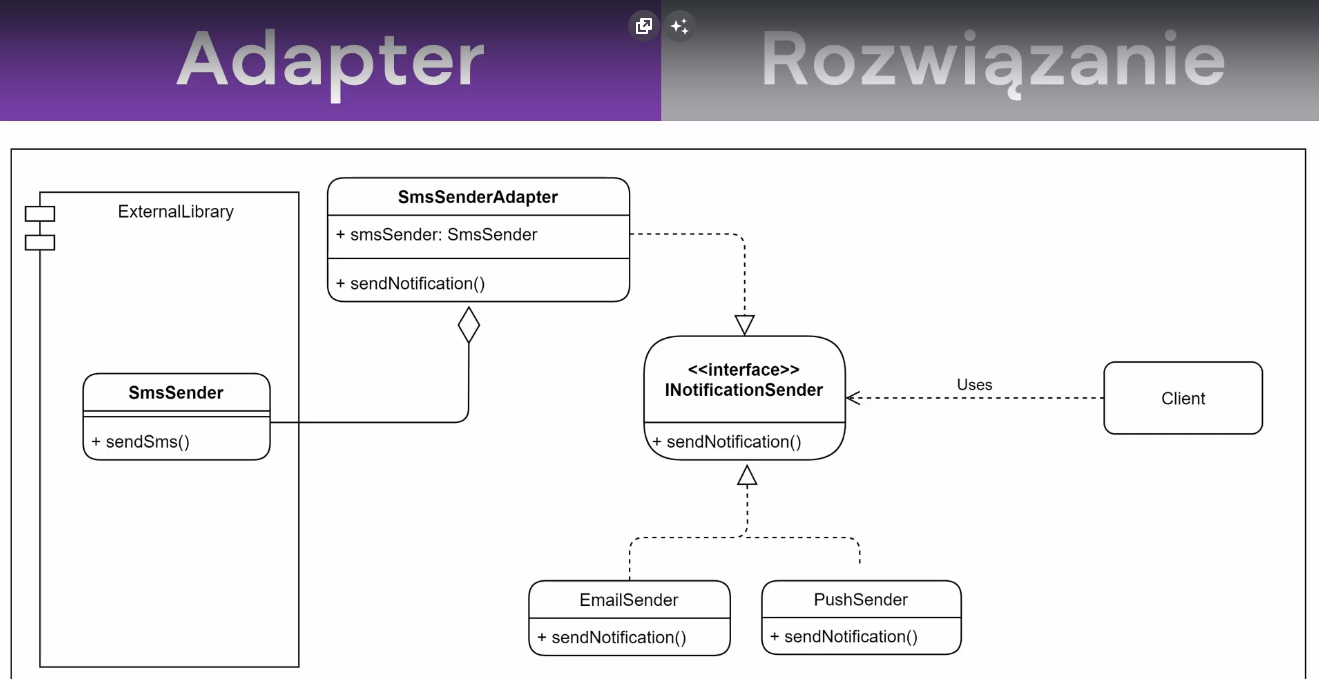 Adapter
Rozwiązanie
ExternalLibrary
SmsSenderAdapter
+ smsSender: SmsSender
+ sendNotification()
SmsSender
+ sendSms()
<<interface>>
INotificationSender
+ sendNotification()
Uses
Client
EmailSender
+ sendNotification()
PushSender
+ sendNotification()